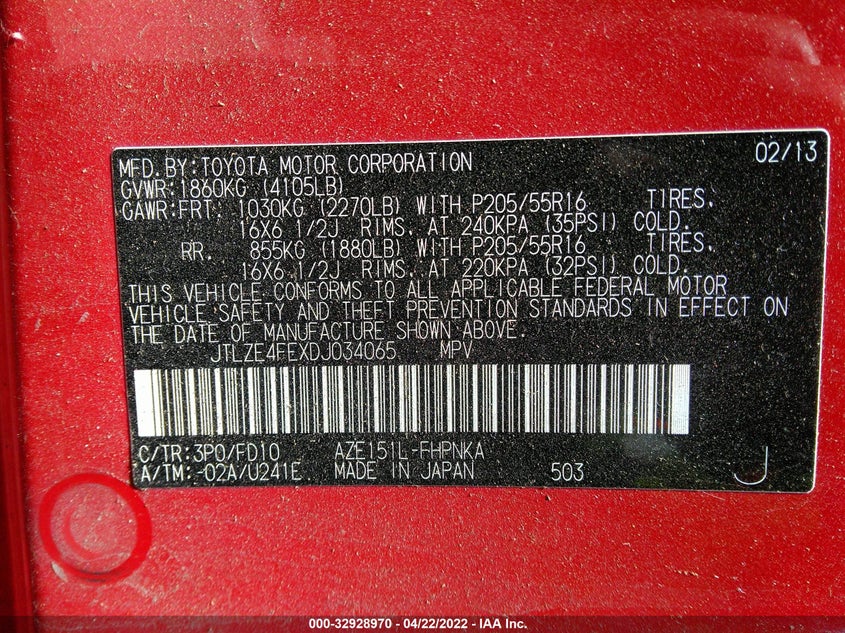 MFD. BY: TOYOTA MOTOR CORPORATION 02/13
GVWR: 1860KG (4105LB)
GAWR: FRT. 1030KG (2270LB) WITH P205/55R16 TIRES.
16X6 1/2J RIMS. AT 240KPA (35PSI) COLD.
RR. 855KG (1880LB) WITH P205/55R16 TIRES.
16X6 1/2J RIMS. AT 220KPA (32PSI) COLD.
THIS VEHICLE CONFORMS TO ALL APPLICABLE FEDERAL MOTOR
VEHICLE SAFETY AND THEFT PREVENTION STANDARDS IN EFFECT ON
THE DATE OF MANUFACTURE SHOWN ABOVE.
JTLZE4FEXDJ034065 MPV
C/TR: 3P0/FD10 AZE151L-FHPNKA
A/TM: -02A/U241E MADE IN JAPAN 503 J
000-32928970 - 04/22/2022 - IAA Inc.